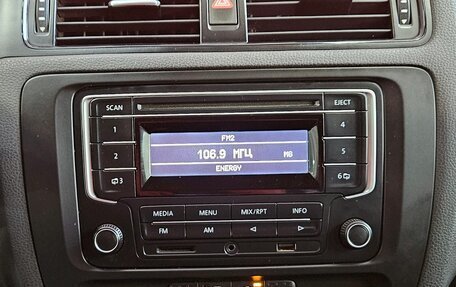 SCAN
EJECT
1
2
3
FM2
106.9 МГЦ M6
ENERGY
4
5
6
MEDIA MENU MIX/RPT INFO
FM AM